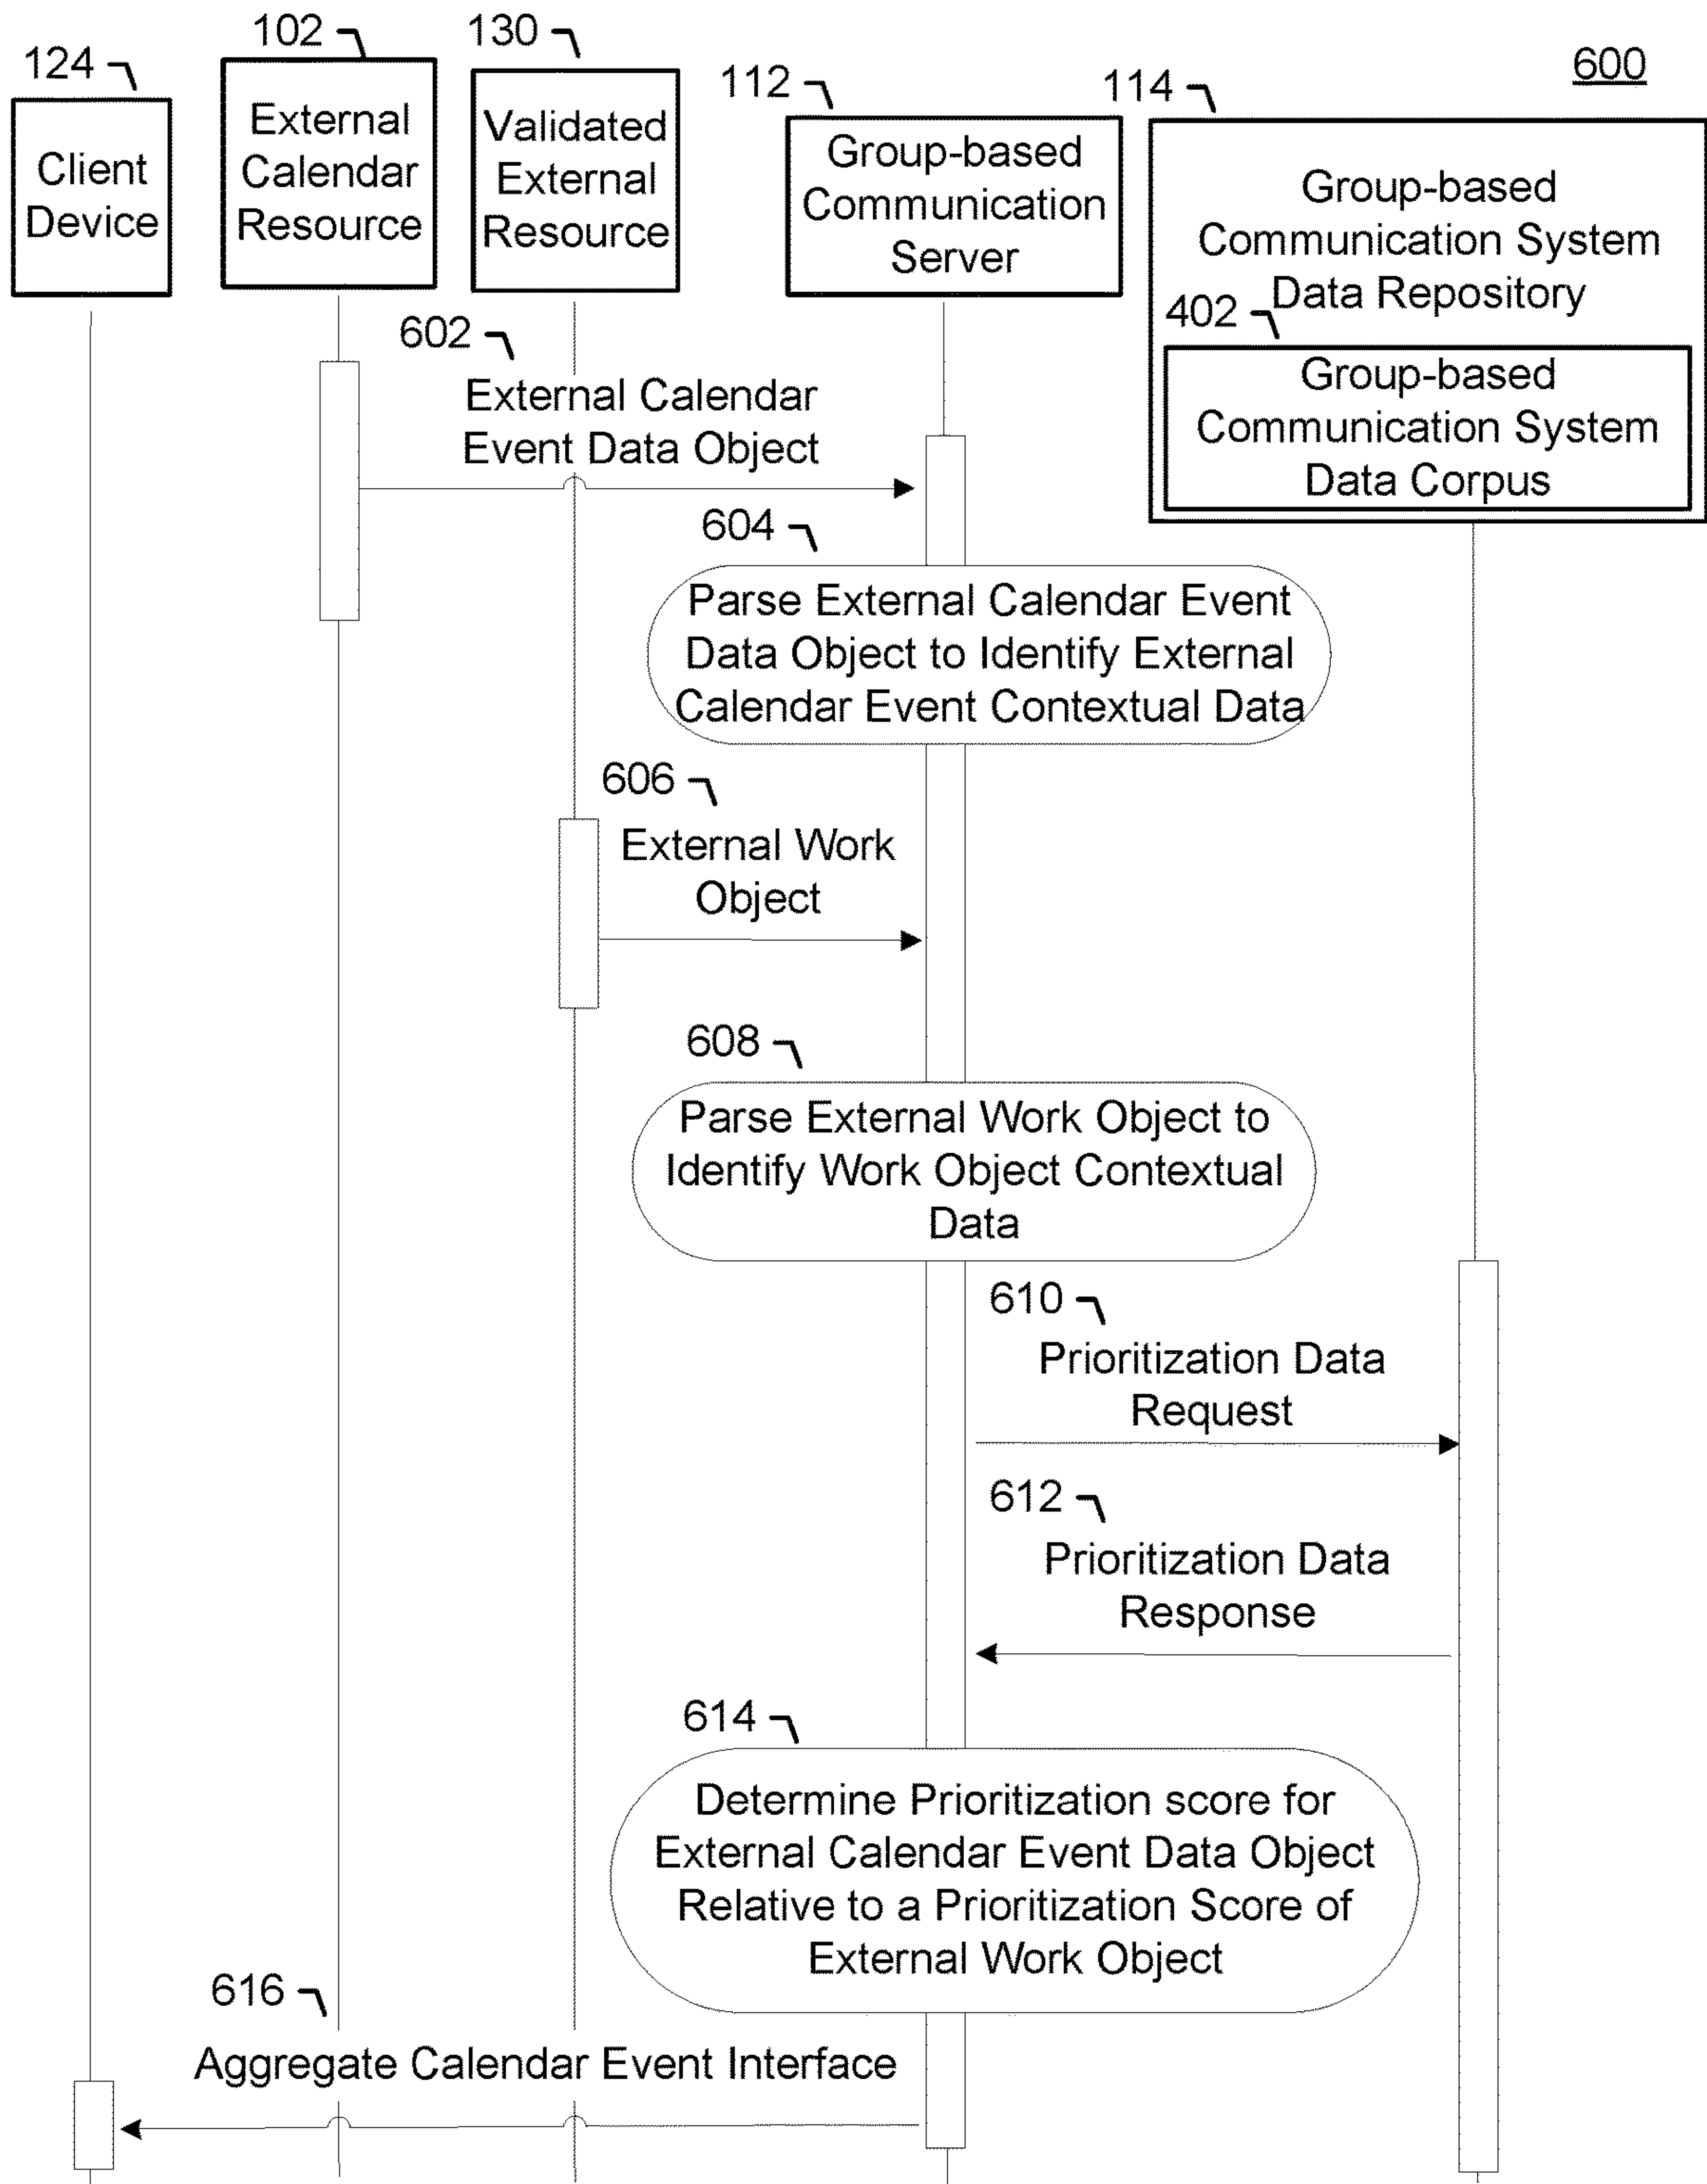 600
124
Client
Device
102
External
Calendar
Resource
130
Validated
External
Resource
112
Group-based
Communication
Server
114
Group-based
Communication System
Data Repository
402
Group-based
Communication System
Data Corpus
602
External Calendar
Event Data Object
604
Parse External Calendar Event
Data Object to Identify External
Calendar Event Contextual Data
606
External Work
Object
608
Parse External Work Object to
Identify Work Object Contextual
Data
610
Prioritization Data
Request
612
Prioritization Data
Response
614
Determine Prioritization score for
External Calendar Event Data Object
Relative to a Prioritization Score of
External Work Object
616
Aggregate Calendar Event Interface